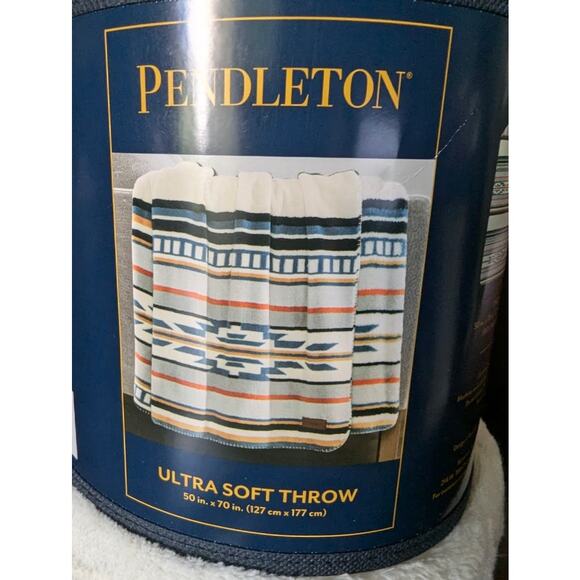 PENDLETON®
ULTRA SOFT THROW
50 in. x 70 in. (127 cm x 177 cm)